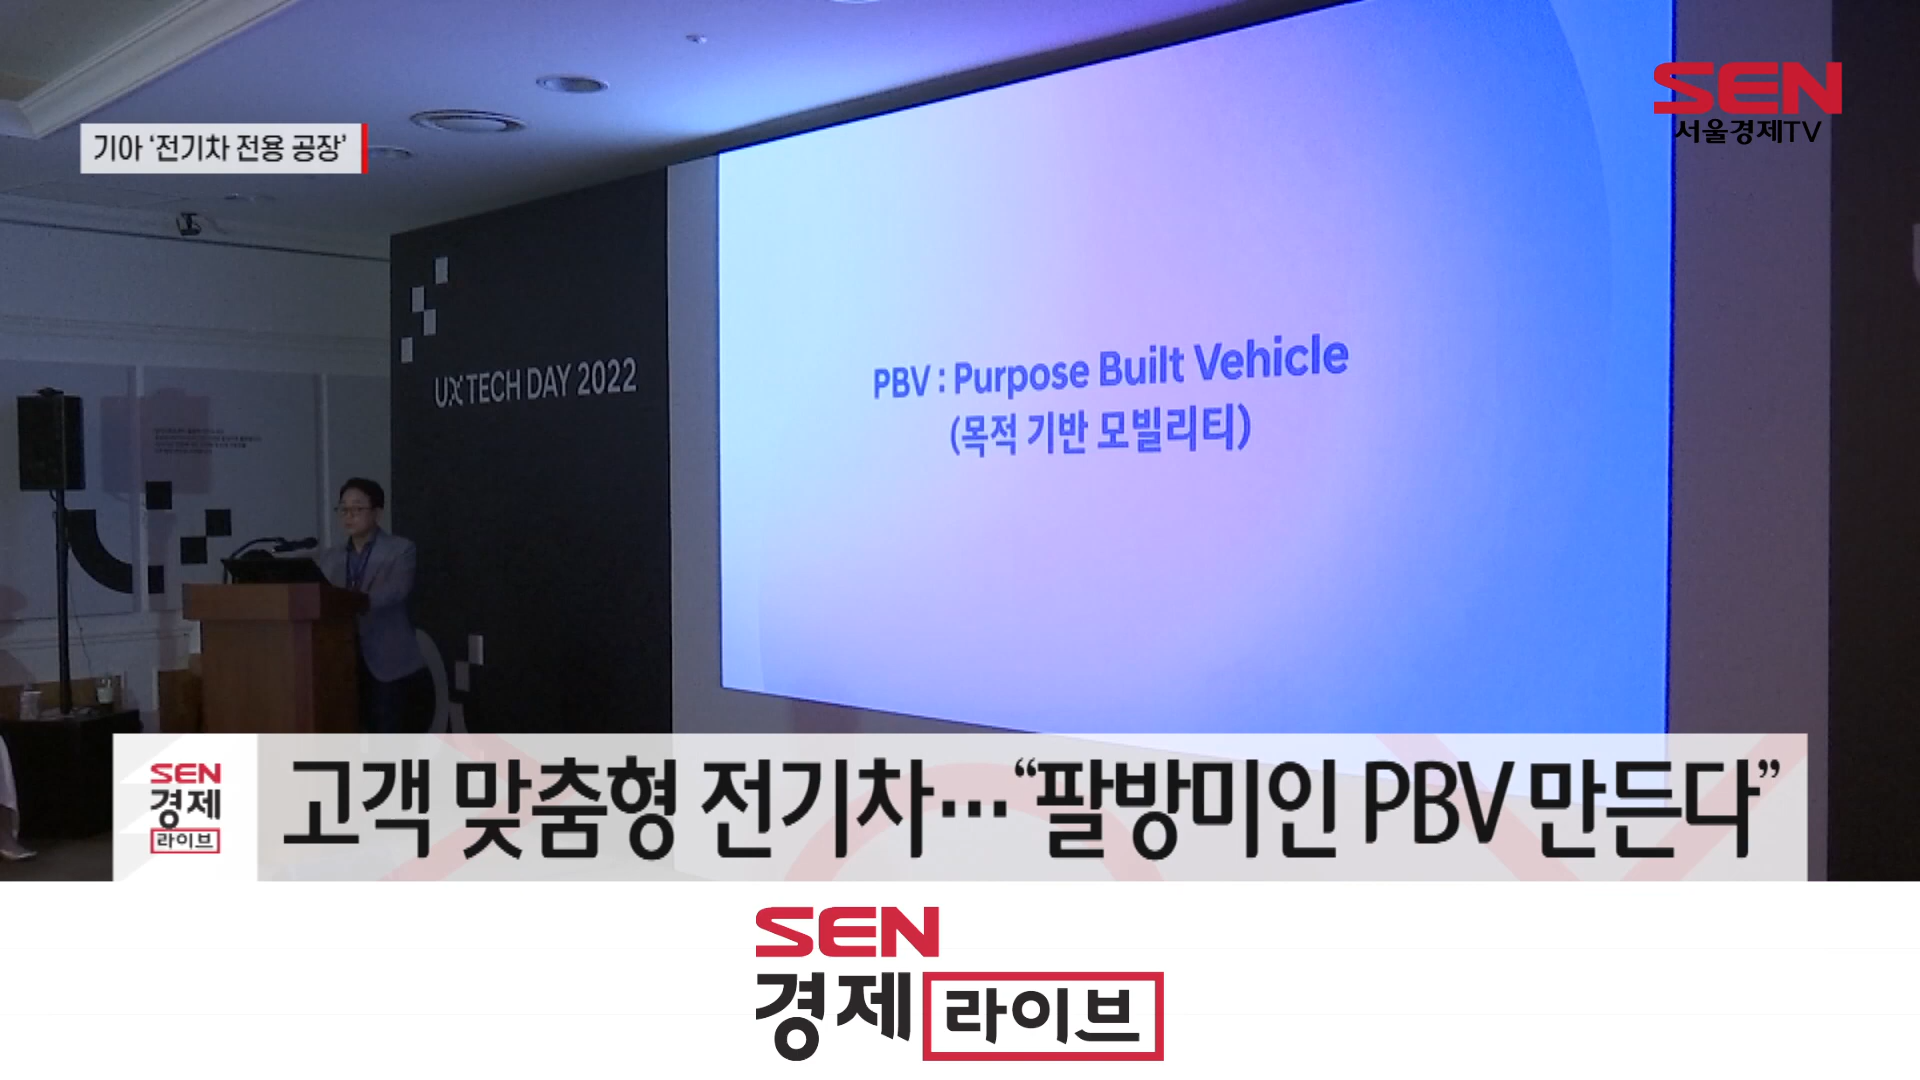 SEN
서울경제TV
기아 ‘전기차 전용 공장’
UX TECH DAY 2022
PBV : Purpose Built Vehicle
(목적 기반 모빌리티)
SEN
경제
라이브
고객 맞춤형 전기차…“팔방미인 PBV 만든다”
SEN
경제 라이브